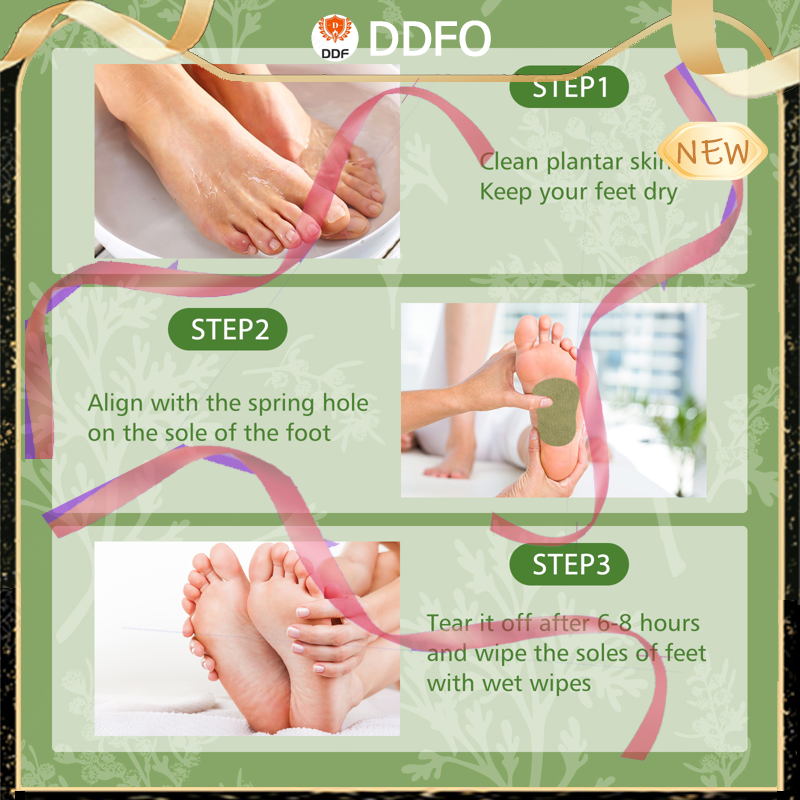 DDF
DDFO
STEP1
NEW
Clean plantar skin
Keep your feet dry
STEP2
Align with the spring hole
on the sole of the foot
STEP3
Tear it off after 6-8 hours
and wipe the soles of feet
with wet wipes